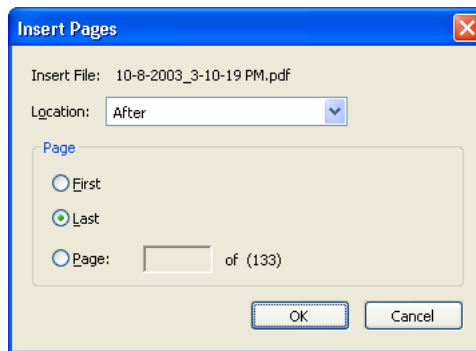 Insert Pages
Insert File: 10-8-2003_3-10-19 PM.pdf
Location: After
Page
First
Last
Page: of (133)
OK Cancel